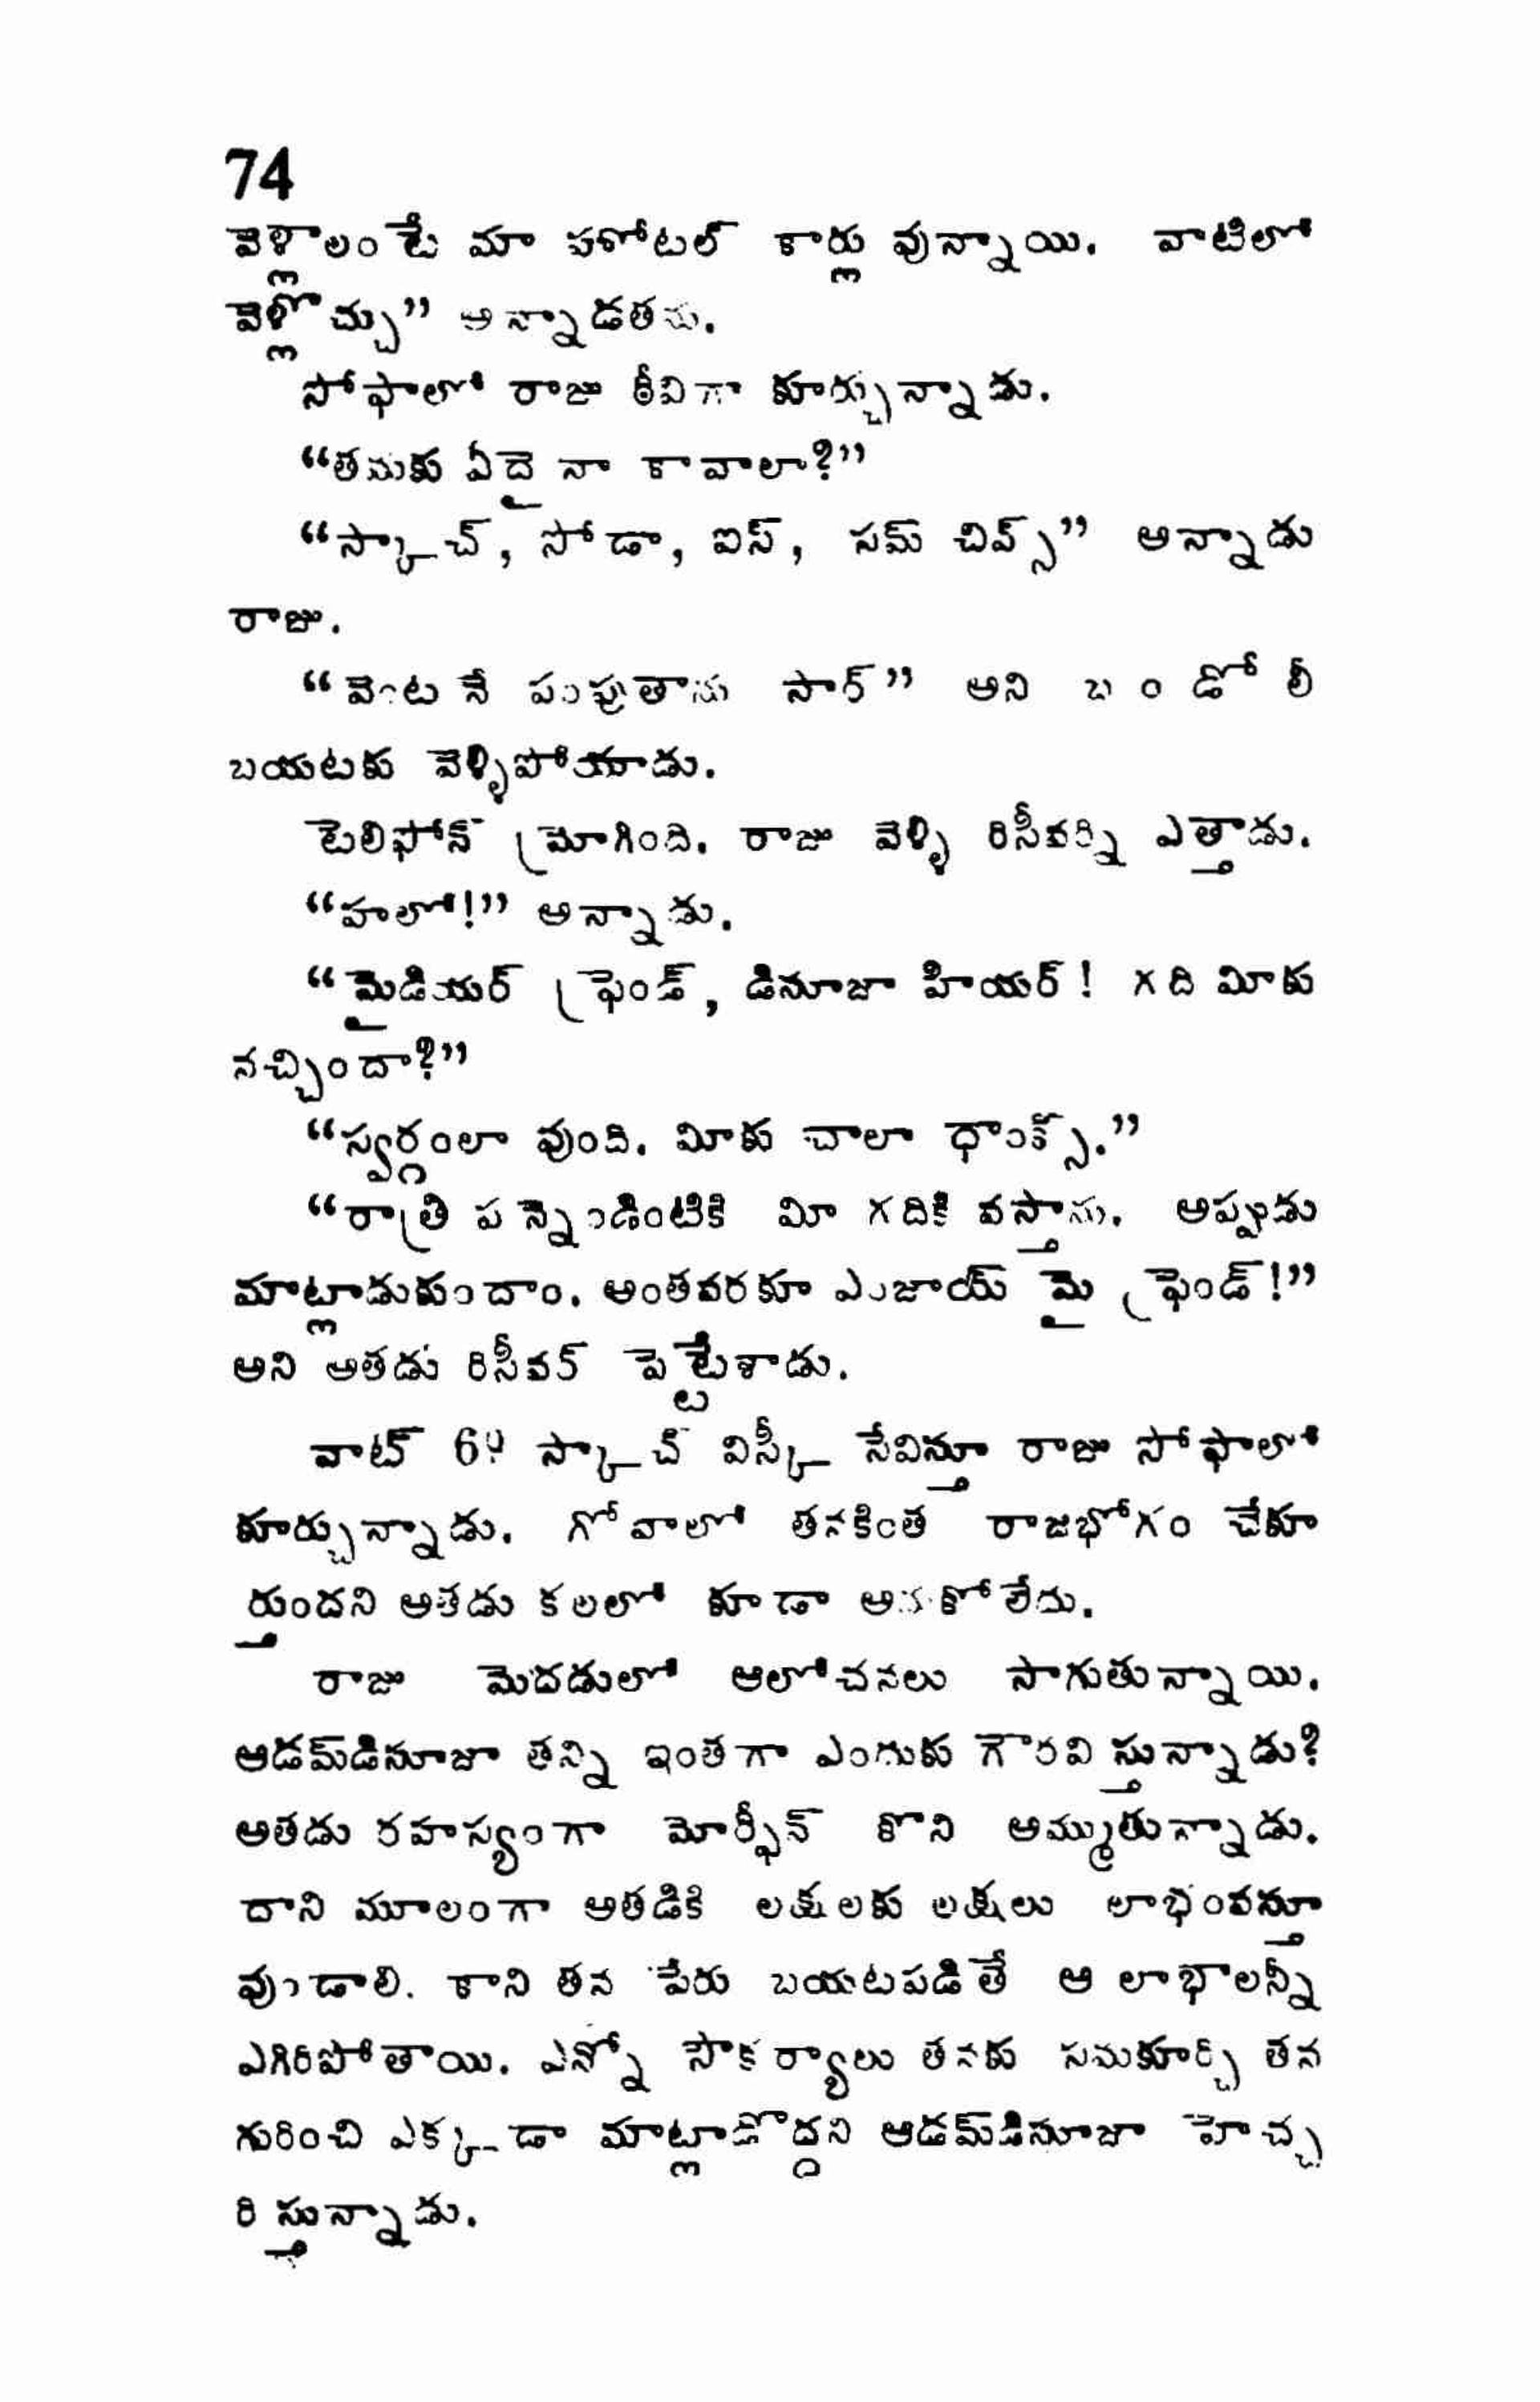 74
వెళ్లాలంటే మా హోటల్ కార్లు వున్నాయి. వాటిలో
వెళ్లొచ్చు” అన్నాడతను.
సోఫాలో రాజు ఠీవిగా కూర్చున్నాడు.
“తమకు ఏదైనా కావాలా?”
“స్కాచ్, సోడా, ఐస్, సమ్ చివ్స్” అన్నాడు
రాజు.
“వెంటనే పంపుతాను సార్” అని బండోలీ
బయటకు వెళ్ళిపోయాడు.
టెలిఫోన్ మ్రోగింది. రాజు వెళ్ళి రిసీవర్ని ఎత్తాడు.
“హలో!” అన్నాడు.
“మైడియర్ ఫ్రెండ్, డినూజా హియర్! గది మీకు
నచ్చిందా?”
“స్వర్గంలా వుంది. మీకు చాలా థాంక్స్.”
“రాత్రి పన్నెండింటికి మీ గదికి వస్తాను. అప్పుడు
మాట్లాడుకుందాం. అంతవరకూ ఎంజాయ్ మై ఫ్రెండ్!”
అని అతడు రిసీవర్ పెట్టేశాడు.
వాట్ 69 స్కాచ్ విస్కీ సేవిస్తూ రాజు సోఫాలో
కూర్చున్నాడు. గోవాలో తనకింత రాజభోగం చేకూ
ర్తుందని అతడు కలలో కూడా అనుకోలేదు.
రాజు మెదడులో ఆలోచనలు సాగుతున్నాయి.
ఆడమ్‌డినూజా తన్ని ఇంతగా ఎందుకు గౌరవిస్తున్నాడు?
అతడు రహస్యంగా మోర్ఫీన్ కొని అమ్ముతున్నాడు.
దాని మూలంగా అతడికి లక్షలకు లక్షలు లాభంవస్తూ
వుండాలి. కాని తన పేరు బయటపడితే ఆ లాభాలన్నీ
ఎగిరిపోతాయి. ఎన్నో సౌకర్యాలు తనకు సమకూర్చి తన
గురించి ఎక్కడా మాట్లాడొద్దని ఆడమ్‌డినూజా హెచ్చ
రిస్తున్నాడు.